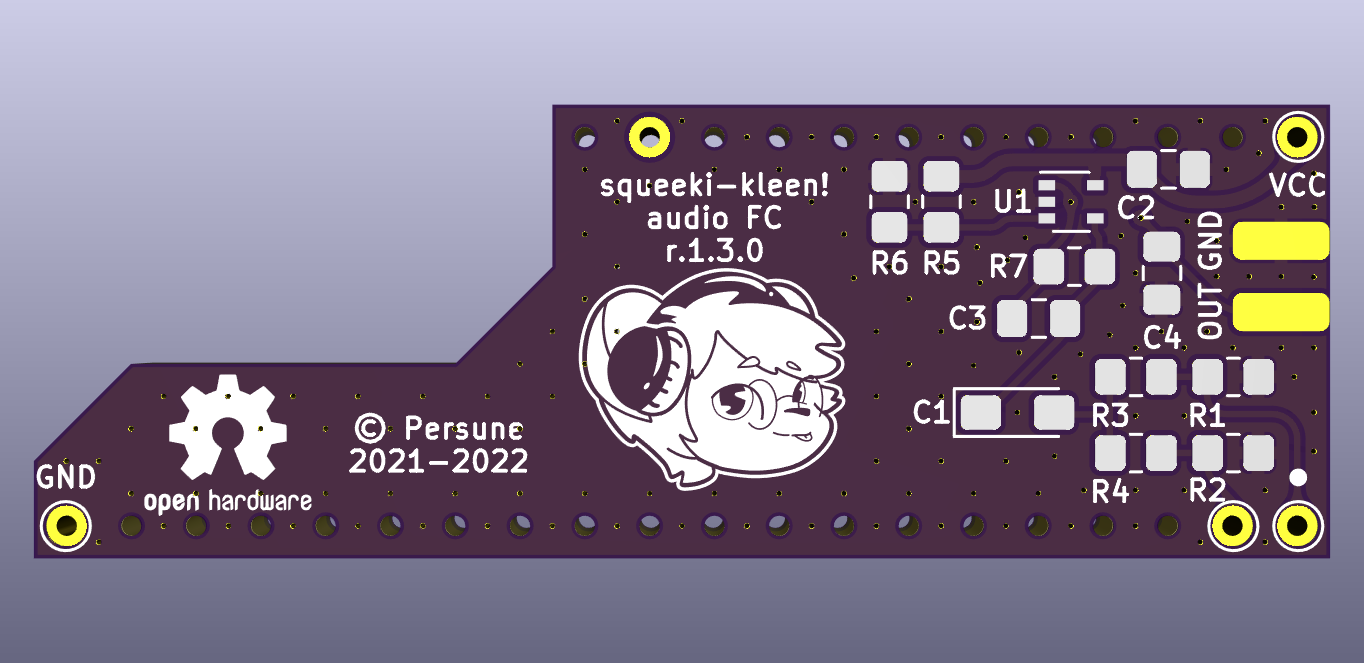 squeeki-kleen!
audio FC
r.1.3.0
VCC
GND
OUT
U1
C2
R6
R5
R7
C3
C4
C1
R3
R1
R4
R2
GND
open hardware
© Persune
2021-2022